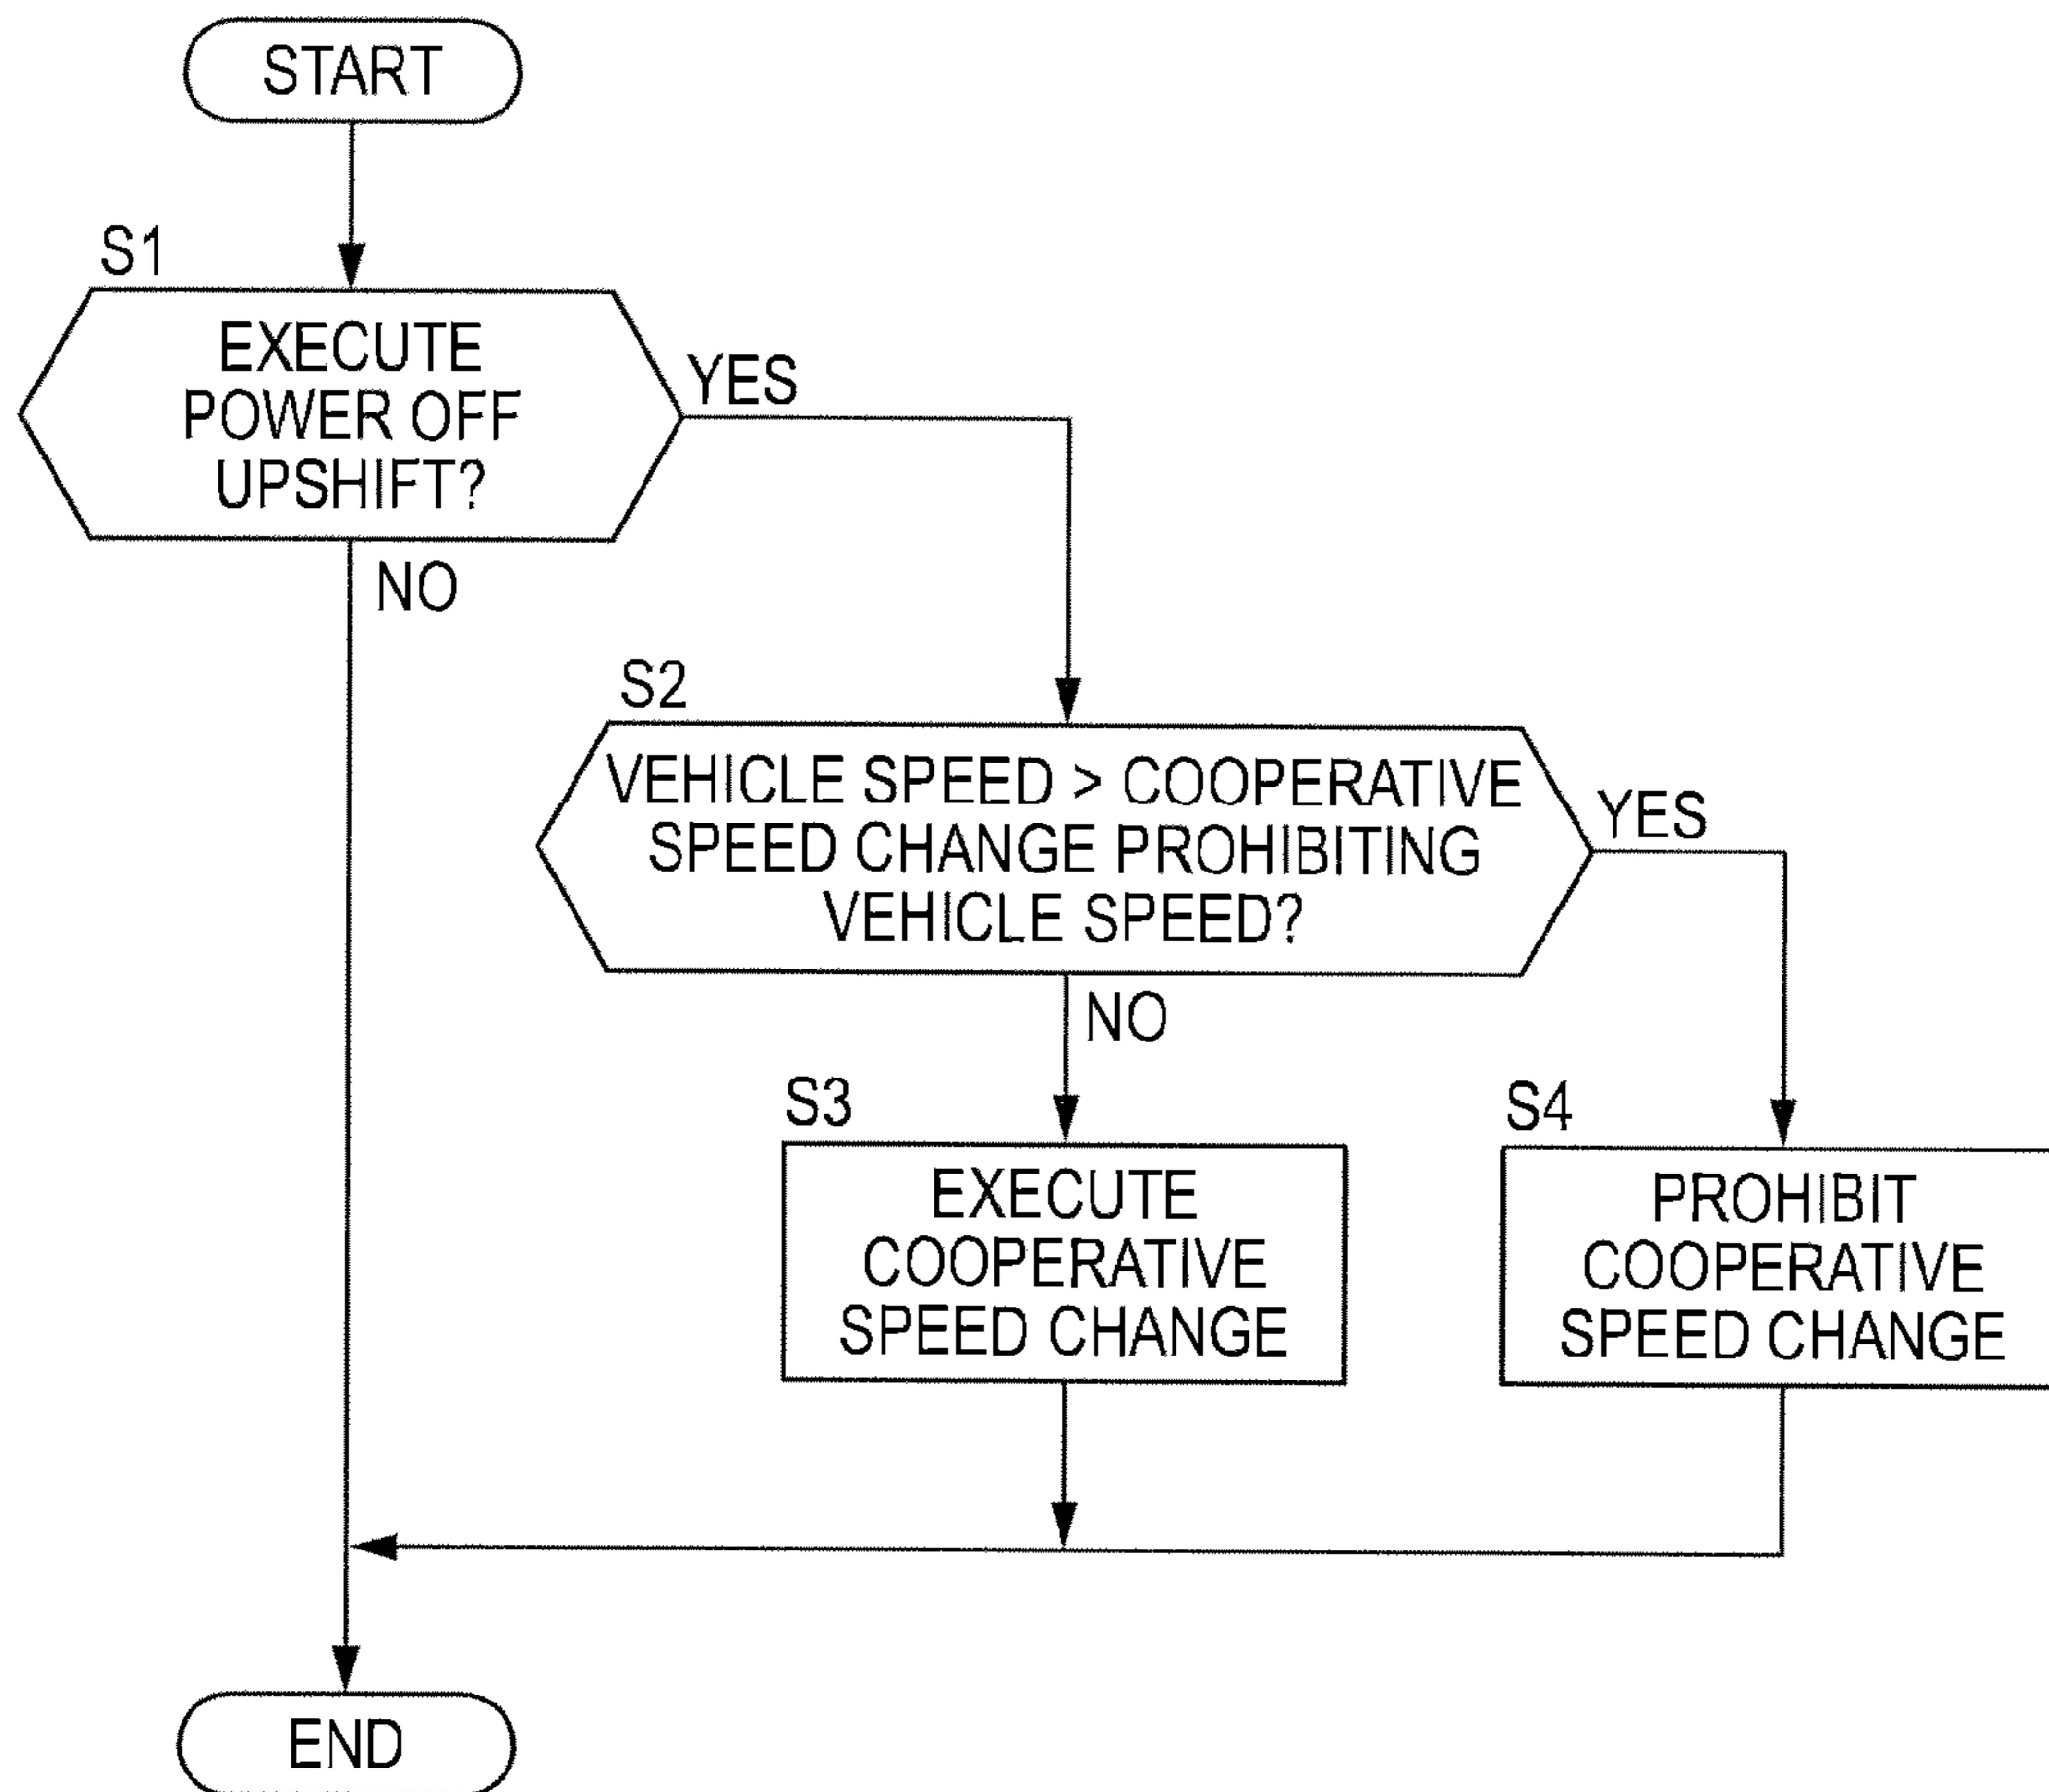 START
S1
EXECUTE
POWER OFF
UPSHIFT?
YES
NO
S2
VEHICLE SPEED > COOPERATIVE
SPEED CHANGE PROHIBITING
VEHICLE SPEED?
YES
NO
S3
EXECUTE
COOPERATIVE
SPEED CHANGE
S4
PROHIBIT
COOPERATIVE
SPEED CHANGE
END